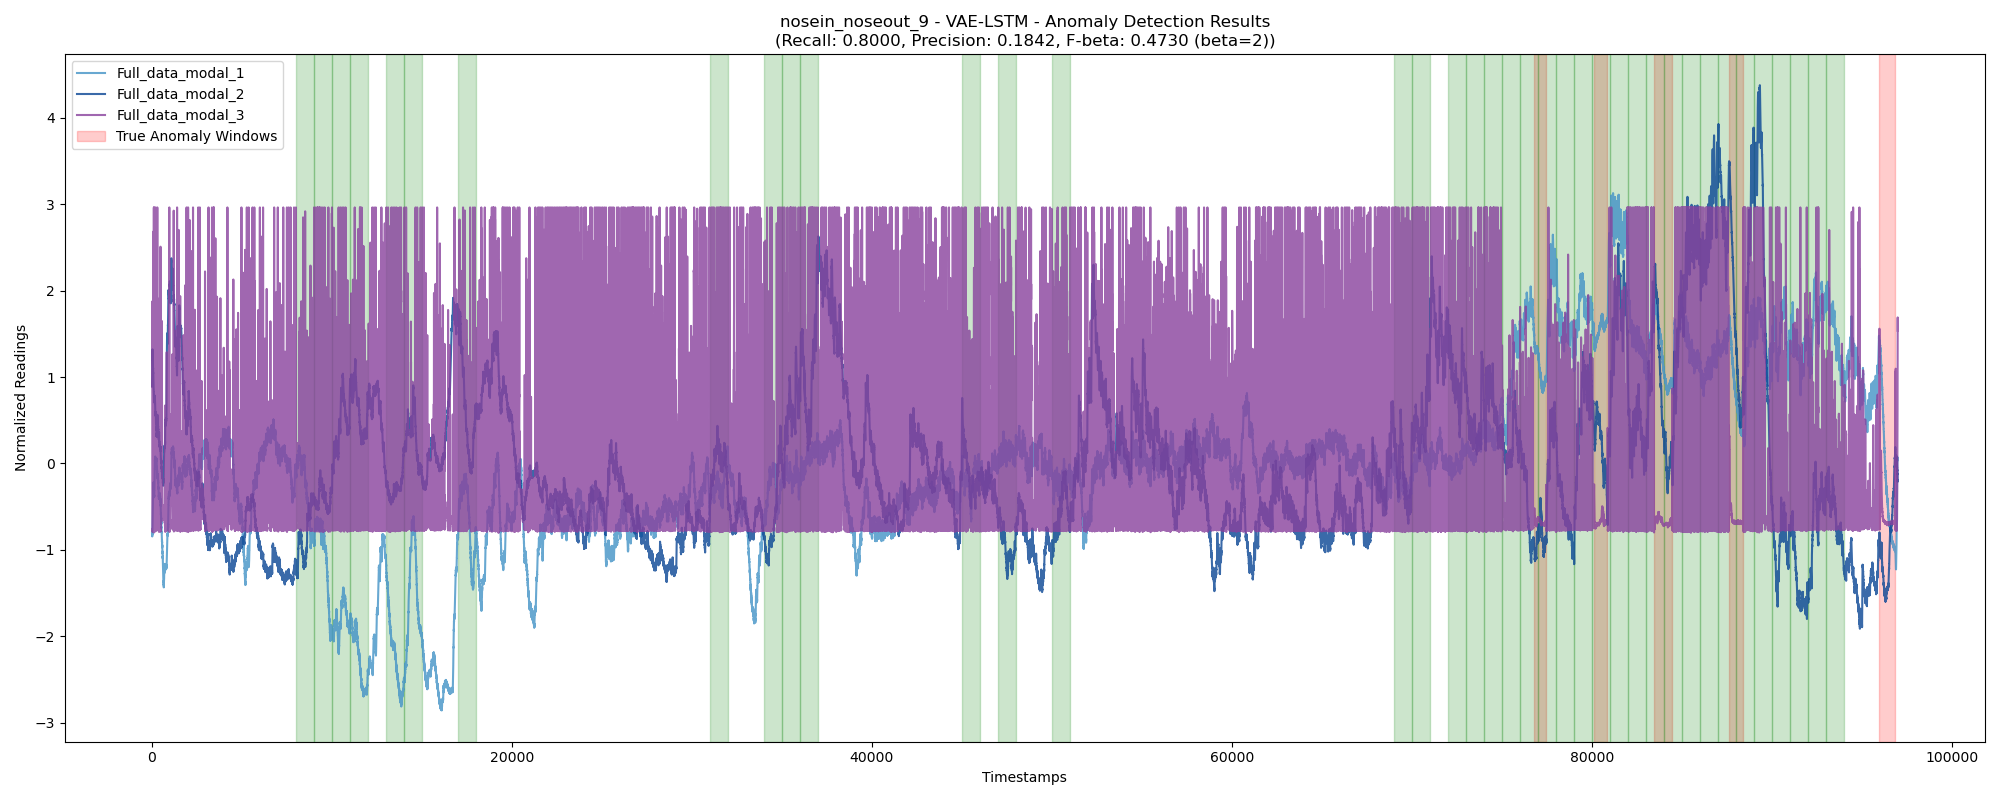 nosein_noseout_9 - VAE-LSTM - Anomaly Detection Results
(Recall: 0.8000, Precision: 0.1842, F-beta: 0.4730 (beta=2))
Full_data_modal_1
Full_data_modal_2
Full_data_modal_3
True Anomaly Windows
Normalized Readings
4
3
2
1
0
−1
−2
−3
0
20000
40000
60000
80000
100000
Timestamps